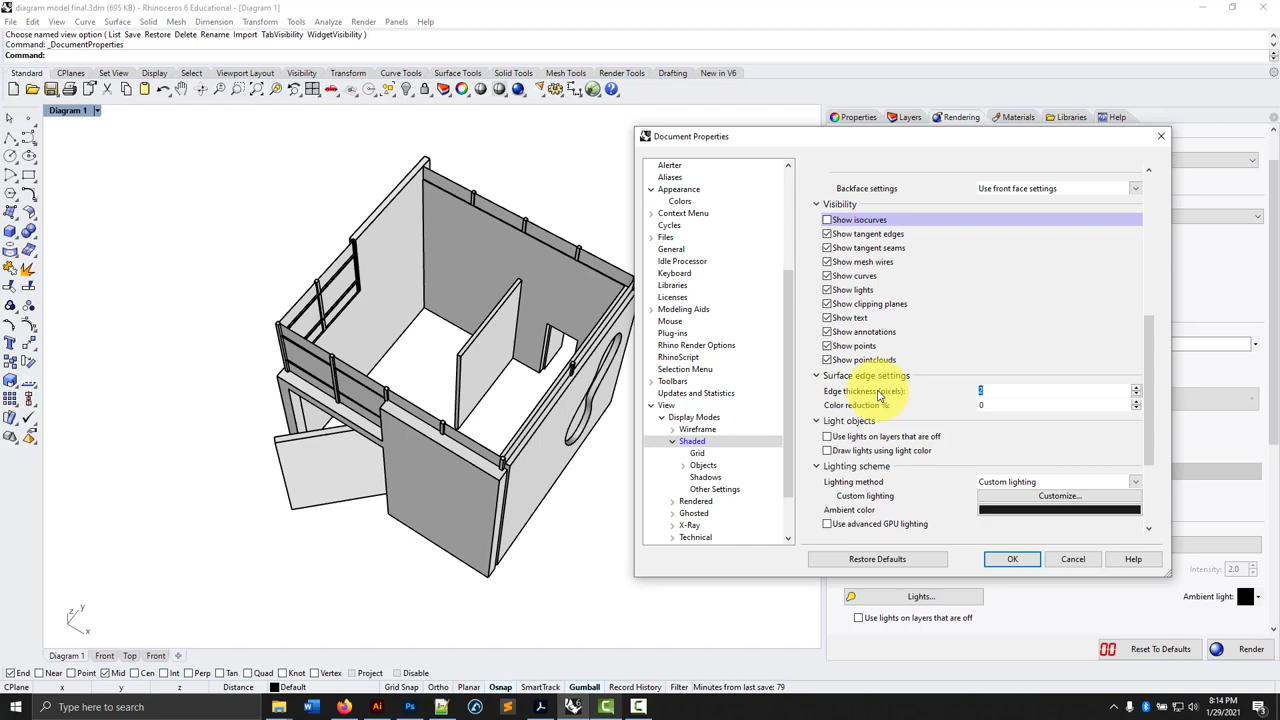 diagram model final.3dm (695 KB) - Rhinoceros 6 Educational - [Diagram 1]
File Edit View Curve Surface Solid Mesh Dimension Transform Tools Analyze Render Panels Help
Choose named view option ( List Save Restore Delete Rename Import TabVisibility WidgetVisibility )
Command: _DocumentProperties
Command:
Standard CPlanes Set View Display Select Viewport Layout Visibility Transform Curve Tools Surface Tools Solid Tools Mesh Tools Render Tools Drafting New in V6
Diagram 1
Properties Layers Rendering Materials Libraries Help
Document Properties
Alerter
Aliases
Appearance
Colors
Context Menu
Cycles
Files
General
Idle Processor
Keyboard
Libraries
Licenses
Modeling Aids
Mouse
Plug-ins
Rhino Render Options
RhinoScript
Selection Menu
Toolbars
Updates and Statistics
View
Display Modes
Wireframe
Shaded
Grid
Objects
Shadows
Other Settings
Rendered
Ghosted
X-Ray
Technical
Backface settings Use front face settings
Visibility
Show isocurves
Show tangent edges
Show tangent seams
Show mesh wires
Show curves
Show lights
Show clipping planes
Show text
Show annotations
Show points
Show pointclouds
Surface edge settings
Edge thickness (pixels): 2
Color reduction %: 0
Light objects
Use lights on layers that are off
Draw lights using light color
Lighting scheme
Lighting method Custom lighting
Custom lighting Customize...
Ambient color
Use advanced GPU lighting
Restore Defaults OK Cancel Help
Intensity: 2.0
Lights... Ambient light:
Use lights on layers that are off
Reset To Defaults Render
z y x
Diagram 1 Front Top Front
End Near Point Mid Cen Int Perp Tan Quad Knot Vertex Project Disable
CPlane x y z Distance Default Grid Snap Ortho Planar Osnap SmartTrack Gumball Record History Filter Minutes from last save: 79
Type here to search
8:14 PM
1/29/2021